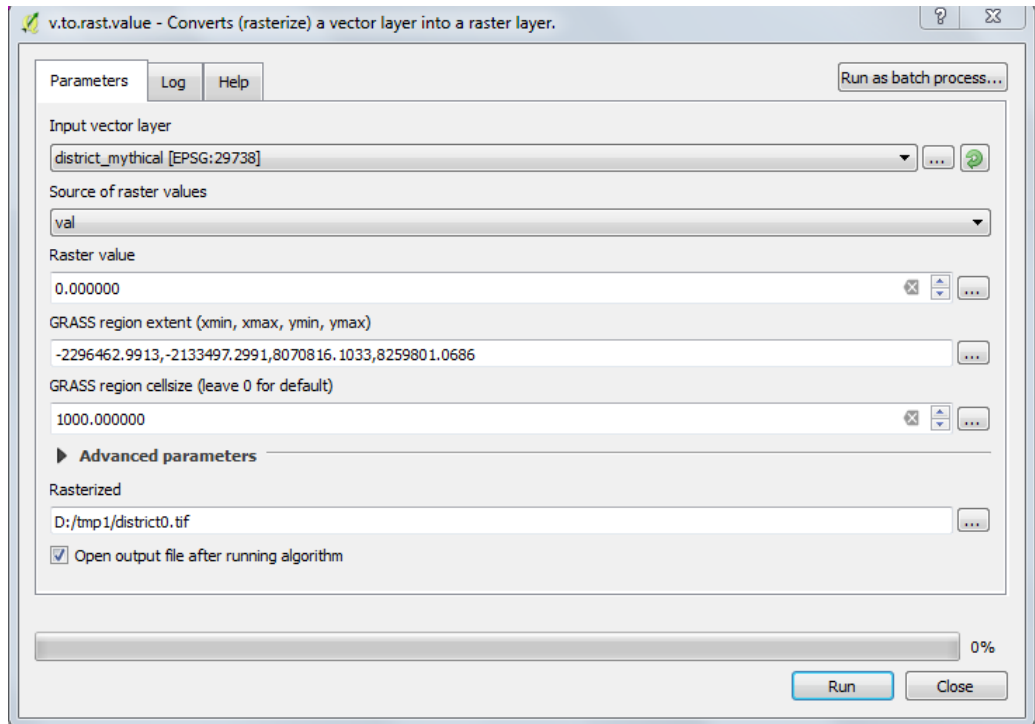 v.to.rast.value - Converts (rasterize) a vector layer into a raster layer.
?
Parameters Log Help Run as batch process...
Input vector layer
district_mythical [EPSG:29738] ...
Source of raster values
val
Raster value
0.000000 ...
GRASS region extent (xmin, xmax, ymin, ymax)
-2296462.9913,-2133497.2991,8070816.1033,8259801.0686 ...
GRASS region cellsize (leave 0 for default)
1000.000000 ...
Advanced parameters
Rasterized
D:/tmp1/district0.tif ...
Open output file after running algorithm
0%
Run Close